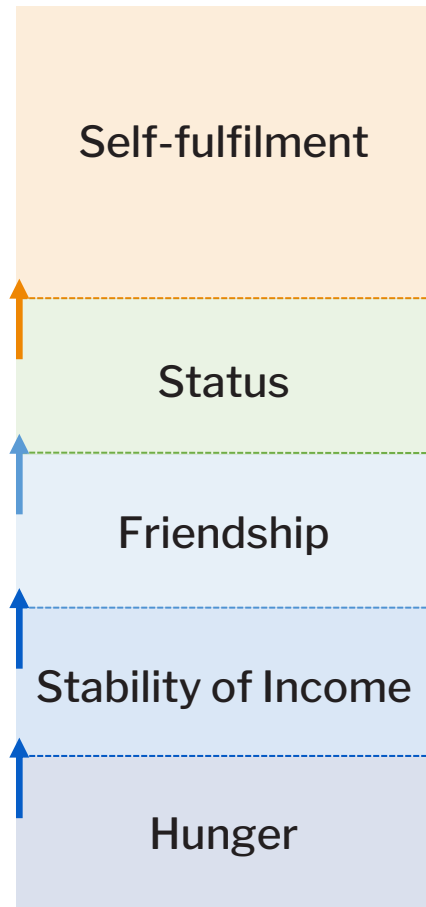 Self-fulfilment
Status
Friendship
Stability of Income
Hunger